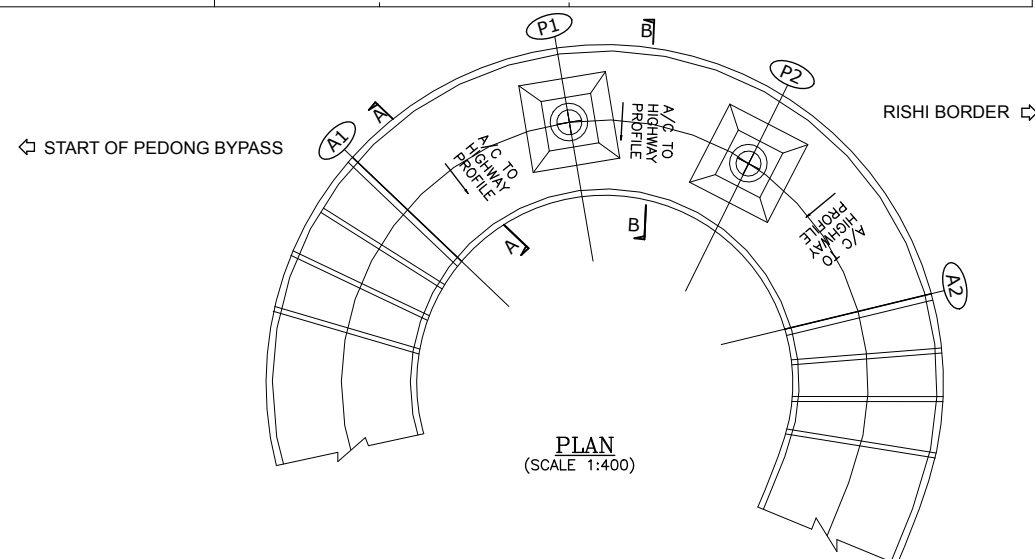 P1
B
P2
RISHI BORDER
A
A1
START OF PEDONG BYPASS
A/C TO
HIGHWAY
PROFILE
A/C TO
HIGHWAY
PROFILE
A/C TO
HIGHWAY
PROFILE
B
A
A2
PLAN
(SCALE 1:400)